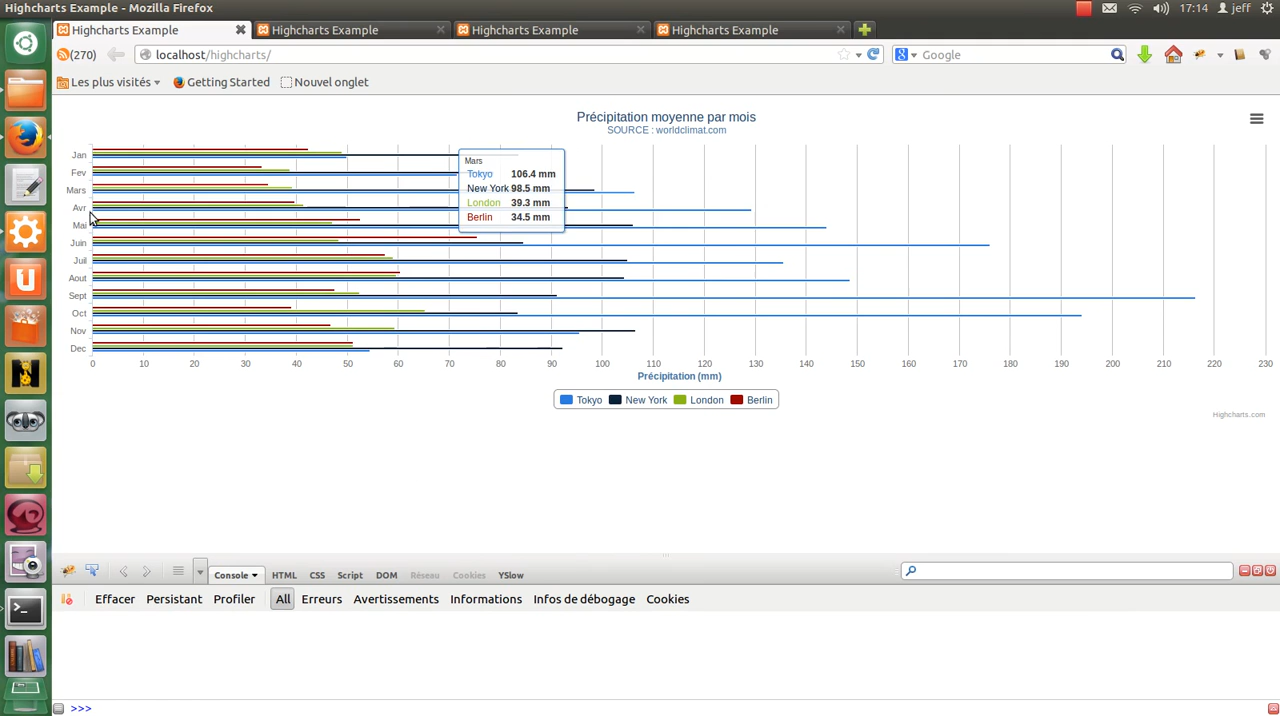 Highcharts Example - Mozilla Firefox
17:14 jeff
Highcharts Example
Highcharts Example
Highcharts Example
Highcharts Example
(270)
localhost/highcharts/
Google
Les plus visités
Getting Started
Nouvel onglet
Précipitation moyenne par mois
SOURCE : worldclimat.com
Jan
Fev
Mars
Avr
Mai
Juin
Juil
Aout
Sept
Oct
Nov
Dec
Mars
Tokyo 106.4 mm
New York 98.5 mm
London 39.3 mm
Berlin 34.5 mm
0 10 20 30 40 50 60 70 80 90 100 110 120 130 140 150 160 170 180 190 200 210 220 230
Précipitation (mm)
Tokyo New York London Berlin
Highcharts.com
Console HTML CSS Script DOM Réseau Cookies YSlow
Effacer Persistant Profiler All Erreurs Avertissements Informations Infos de débogage Cookies
>>>